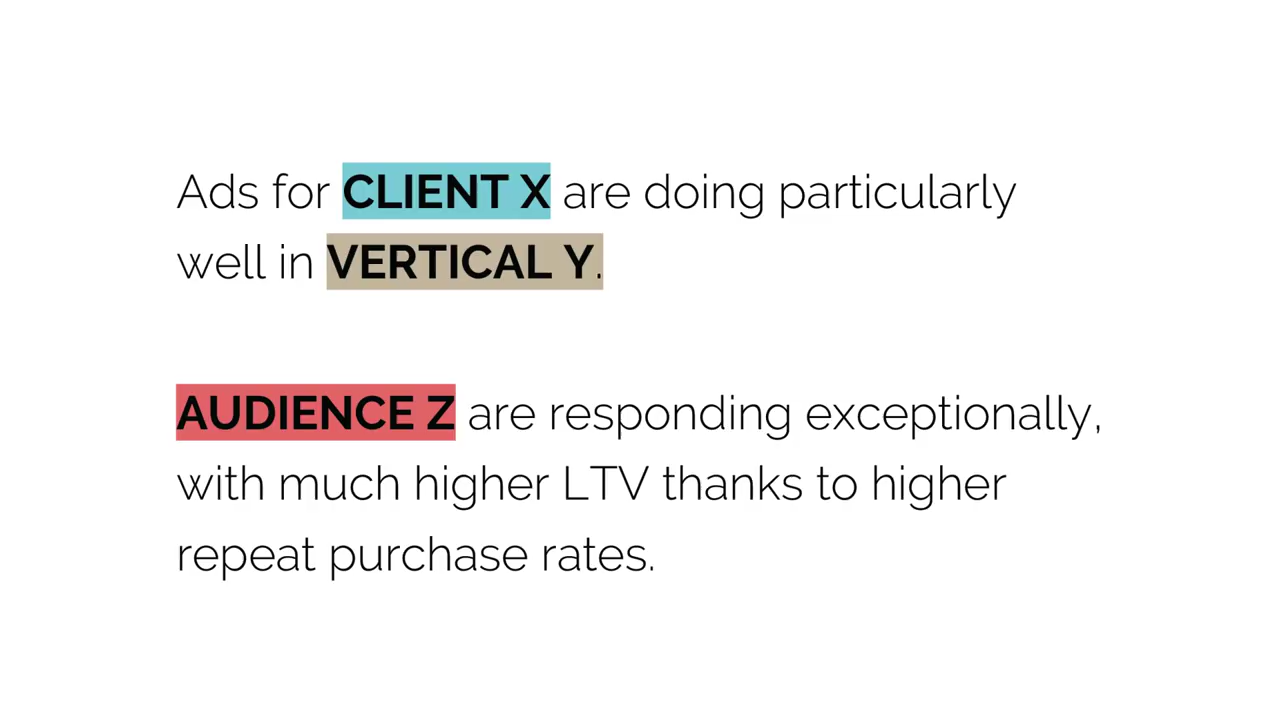 Ads for CLIENT X are doing particularly
well in VERTICAL Y.
AUDIENCE Z are responding exceptionally,
with much higher LTV thanks to higher
repeat purchase rates.